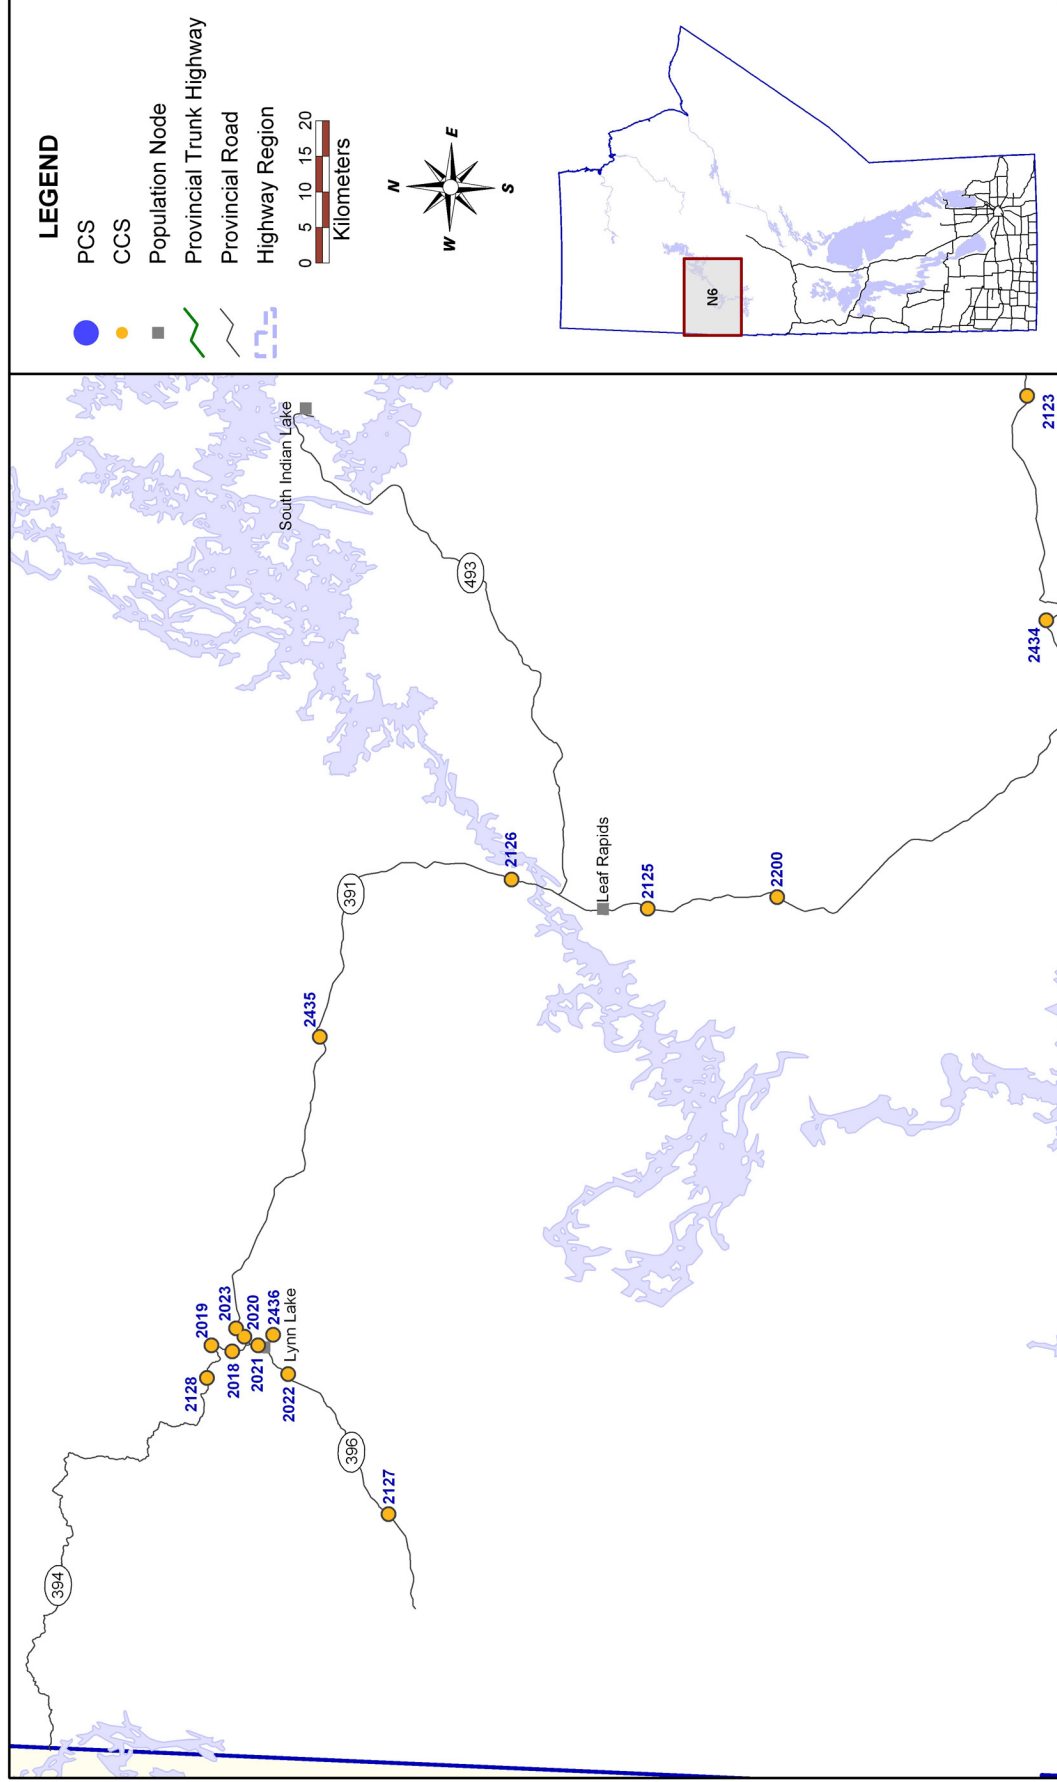 LEGEND
PCS
CCS
Population Node
Provincial Trunk Highway
Provincial Road
Highway Region
0 5 10 15 20
Kilometers
N
W
E
S
N6
South Indian Lake
493
2123
2434
2126
391
Leaf Rapids
2125
2200
2435
2019
2023
2020
2436
2128
2018
2021
Lynn Lake
2022
396
2127
394